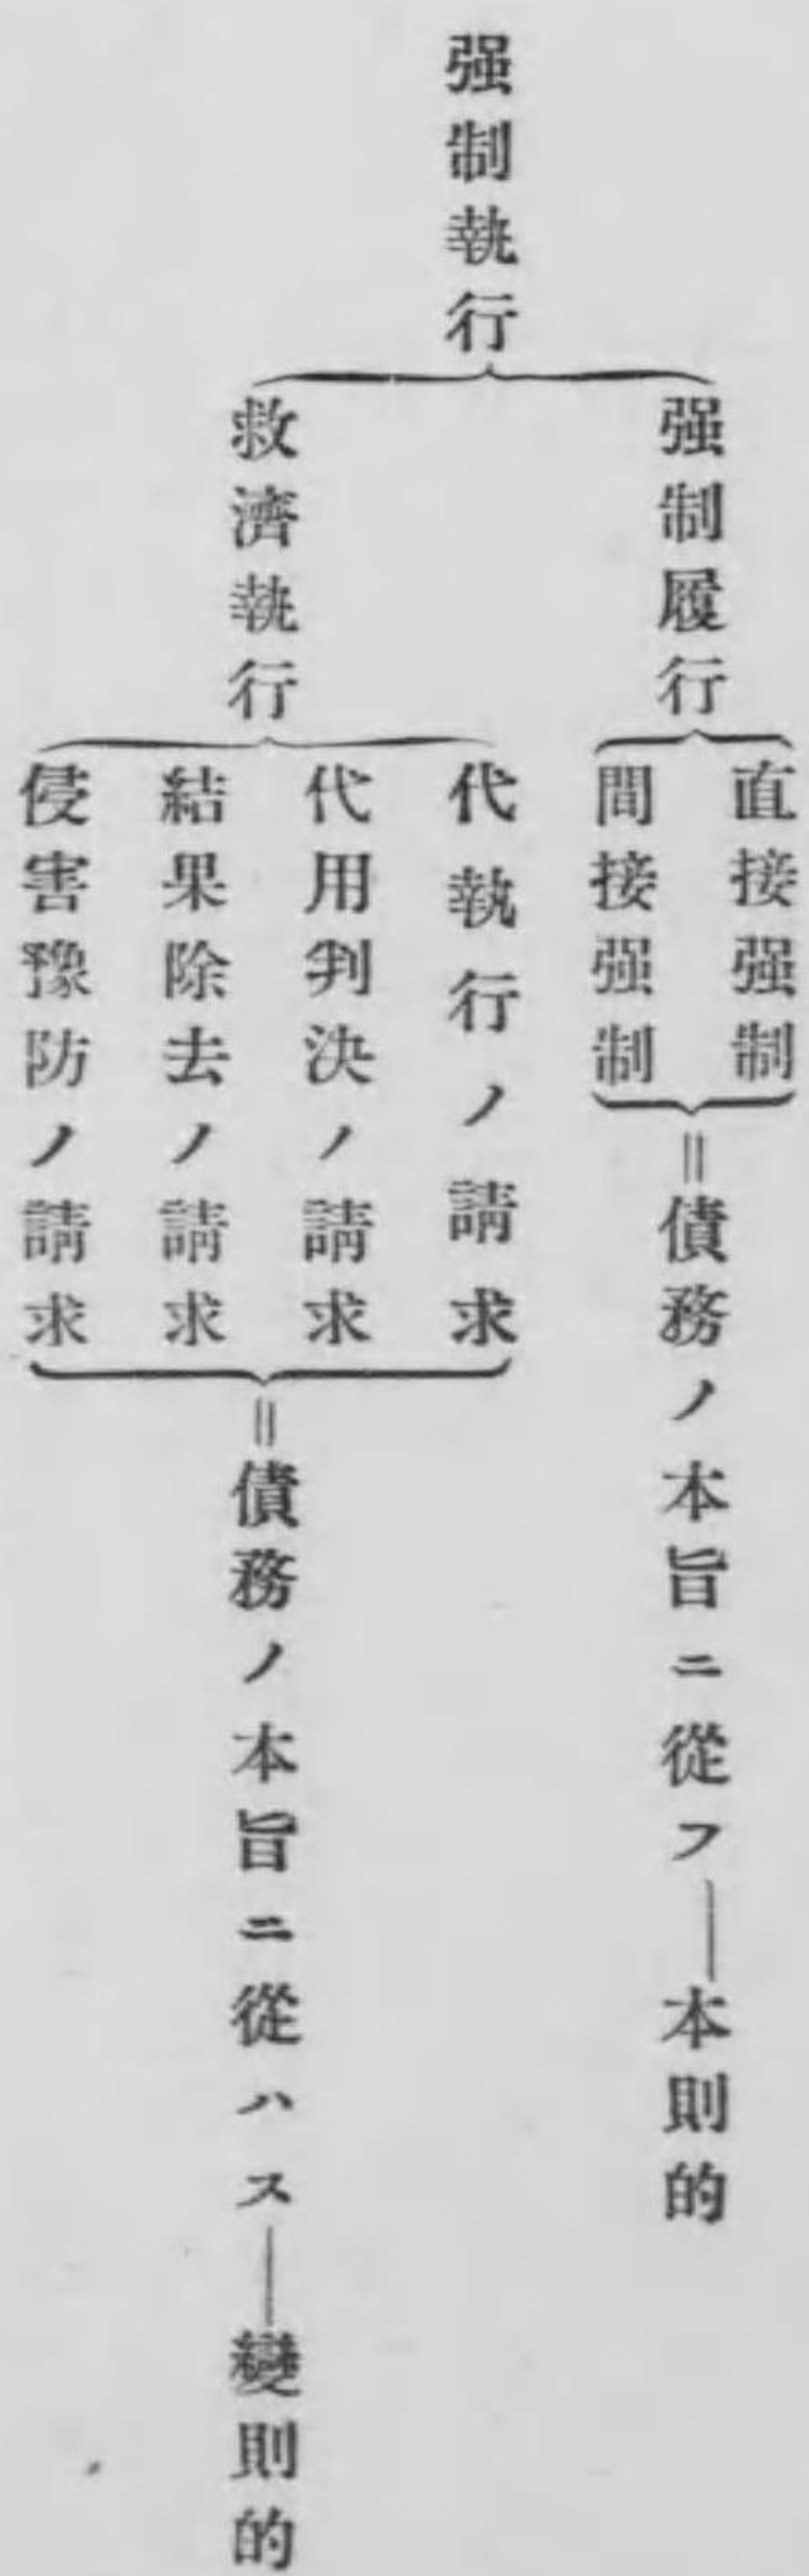 强制執行
强制履行
直接强制
間接强制
＝債務ノ本旨ニ從フ——本則的
救濟執行
代執行ノ請求
代用判決ノ請求
結果除去ノ請求
侵害豫防ノ請求
＝債務ノ本旨ニ從ハス——變則的